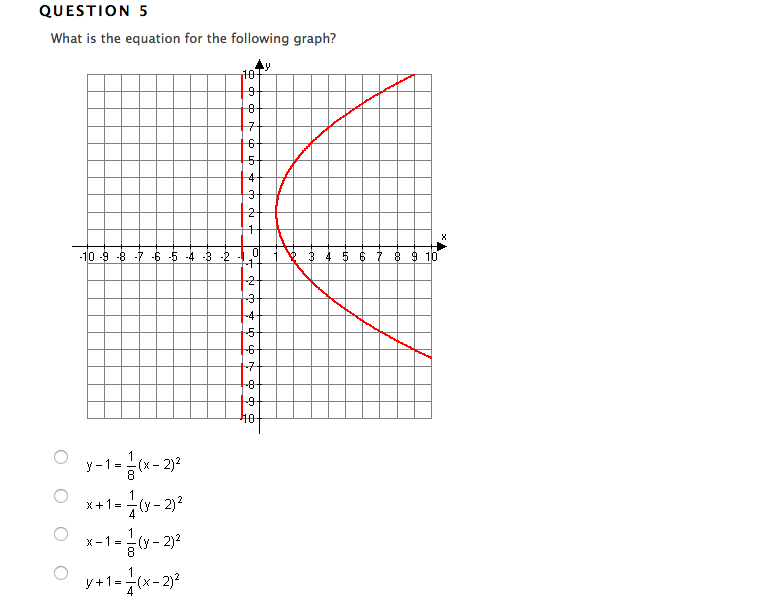 QUESTION 5
What is the equation for the following graph?
y
10
9
8
7
6
5
4
3
2
1
x
-10 -9 -8 -7 -6 -5 -4 -3 -2 -1 0 1 2 3 4 5 6 7 8 9 10
-1
-2
-3
-4
-5
-6
-7
-8
-9
-10
y - 1 = 1/8 (x - 2)²
x + 1 = 1/4 (y - 2)²
x - 1 = 1/8 (y - 2)²
y + 1 = 1/4 (x - 2)²